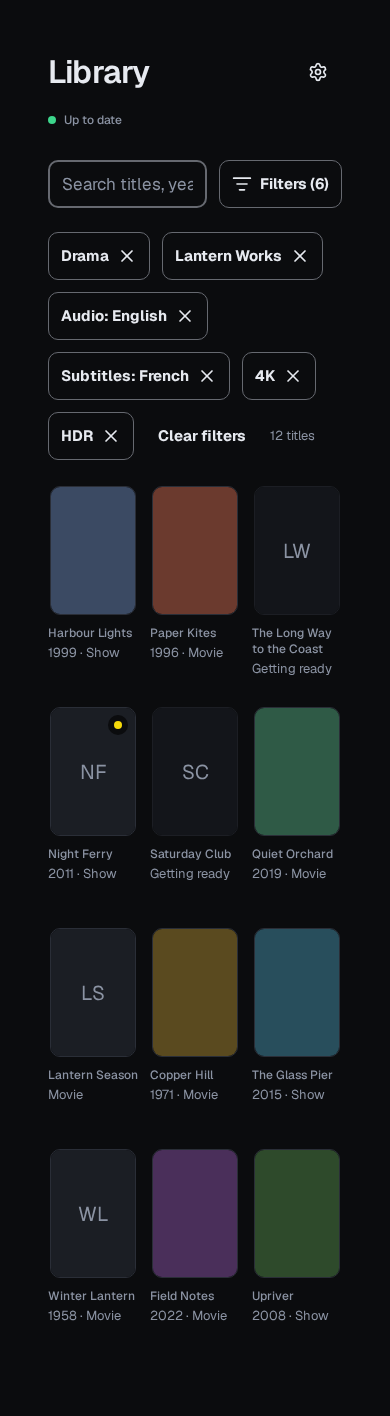 Library
Up to date
Search titles, yea
Filters (6)
Drama
Lantern Works
Audio: English
Subtitles: French
4K
HDR
Clear filters
12 titles
LW
Harbour Lights
1999 · Show
Paper Kites
1996 · Movie
The Long Way
to the Coast
Getting ready
NF
SC
Night Ferry
2011 · Show
Saturday Club
Getting ready
Quiet Orchard
2019 · Movie
LS
Lantern Season
Movie
Copper Hill
1971 · Movie
The Glass Pier
2015 · Show
WL
Winter Lantern
1958 · Movie
Field Notes
2022 · Movie
Upriver
2008 · Show